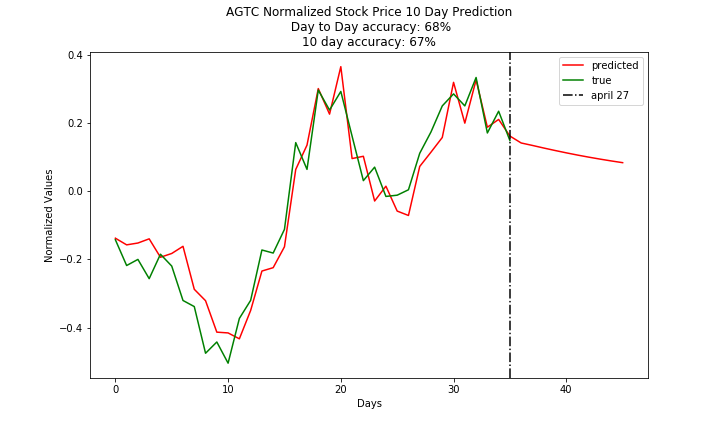 AGTC Normalized Stock Price 10 Day Prediction
Day to Day accuracy: 68%
10 day accuracy: 67%
predicted
true
april 27
0.4
0.2
0.0
−0.2
−0.4
Normalized Values
0
10
20
30
40
Days